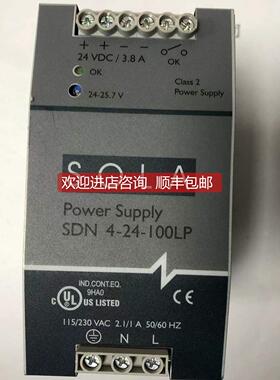 + + − − OK
24 VDC / 3.8 A
OK
Class 2
Power Supply
24-25.7 V
SOLA
欢迎进店咨询 顺丰包邮
Power Supply
SDN 4-24-100LP
IND.CONT.EQ.
9HA0
C UL US LISTED
115/230 VAC 2.1/1 A 50/60 HZ
N L